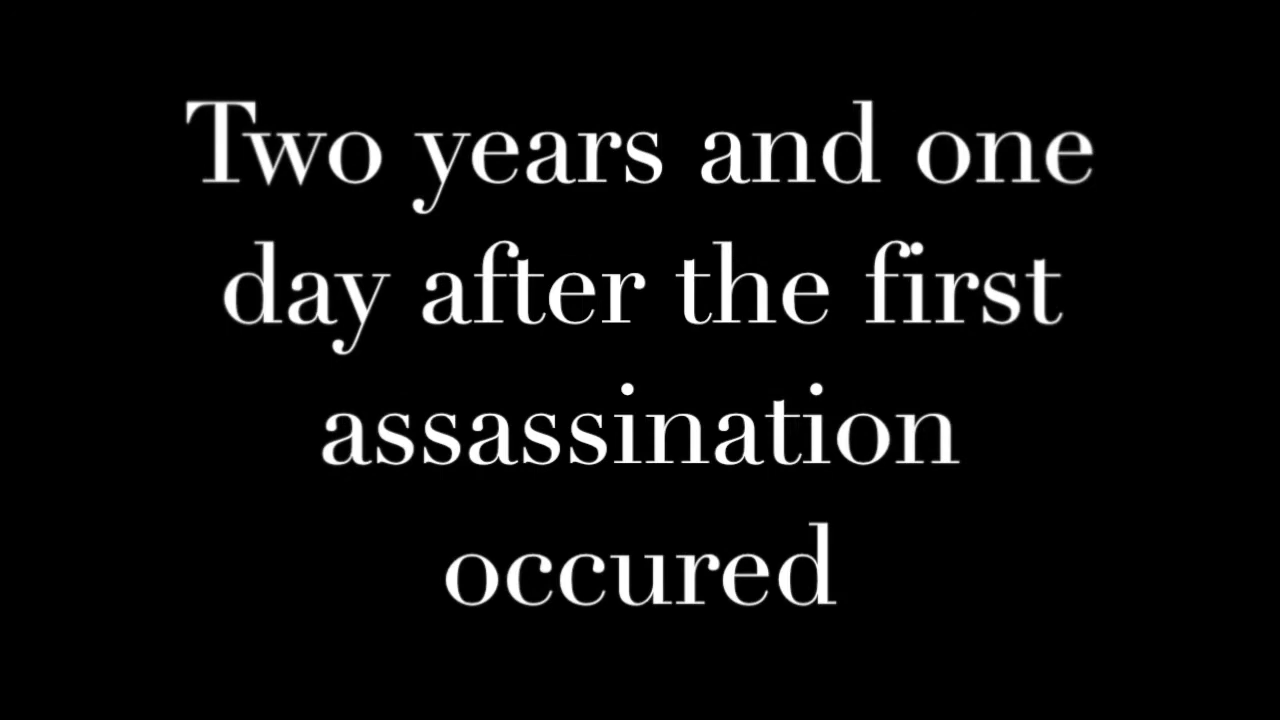 Two years and one
day after the first
assassination
occured